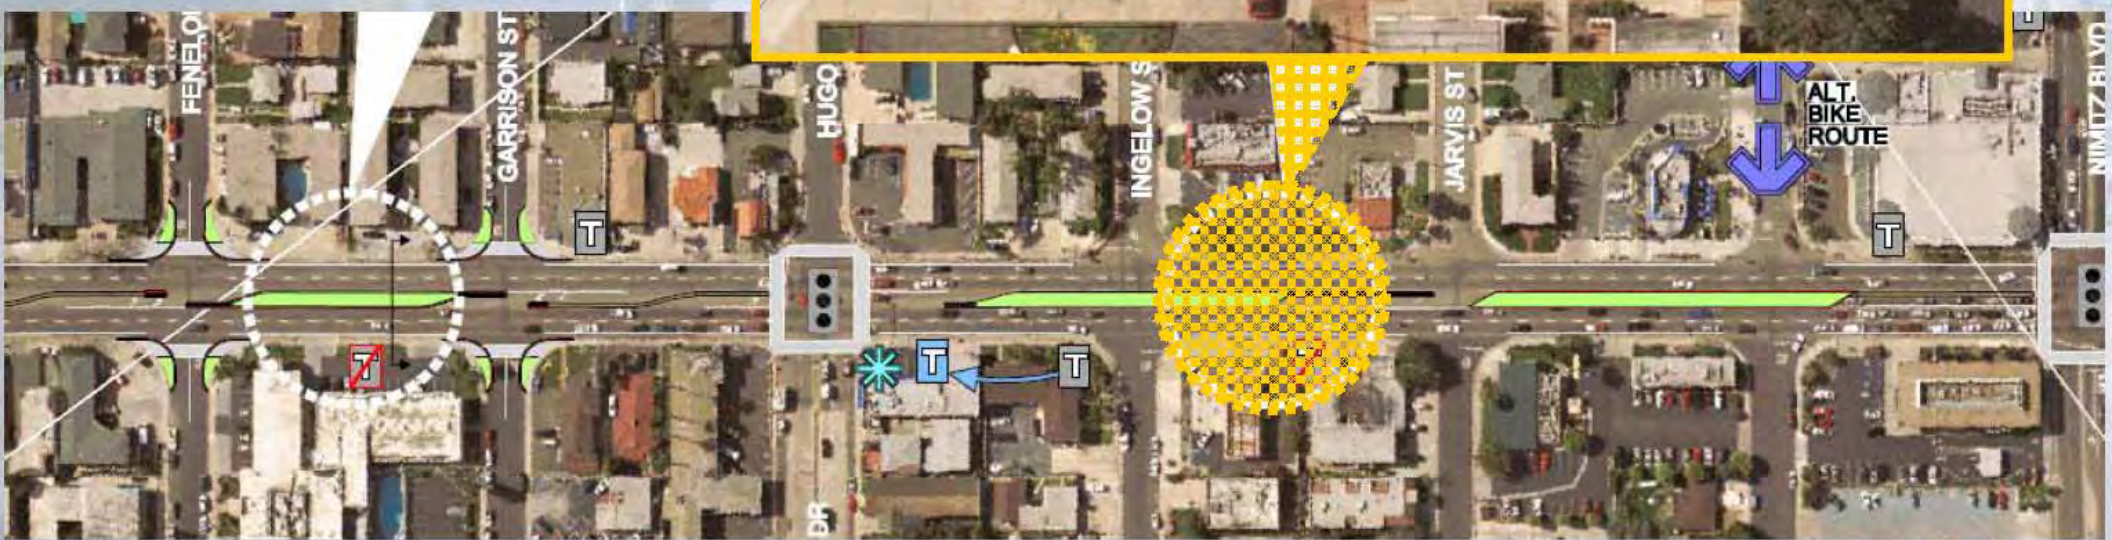 FENELO
GARRISON ST
HUGO
INGELOW S
JARVIS ST
ALT.
BIKE
ROUTE
NIMITZ BLVD
T
T
T
T
T
T
DR